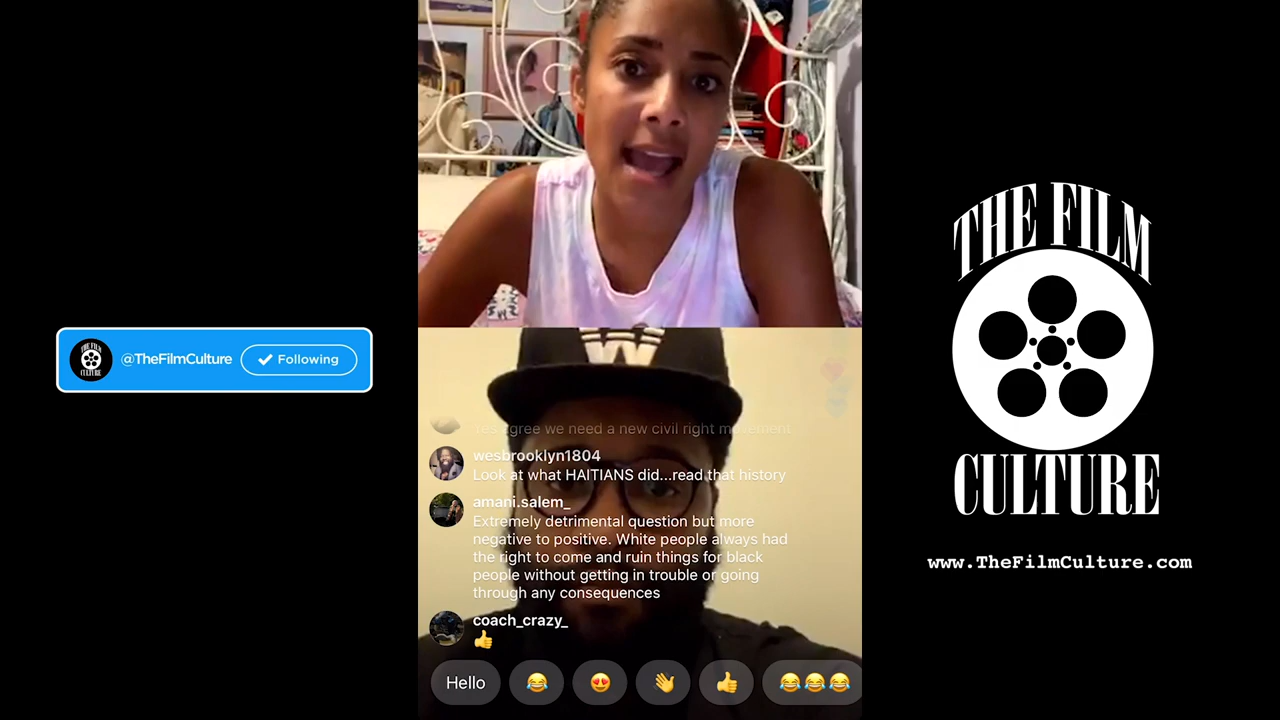 @TheFilmCulture
Following
THE FILM
CULTURE
W
Yes agree we need a new civil right movement
wesbrooklyn1804
Look at what HAITIANS did...read that history
amani.salem_
Extremely detrimental question but more
negative to positive. White people always had
the right to come and ruin things for black
people without getting in trouble or going
through any consequences
coach_crazy_
👍
Hello
😂
😍
👋
👍
😂😂😂
THE FILM
CULTURE
www.TheFilmCulture.com